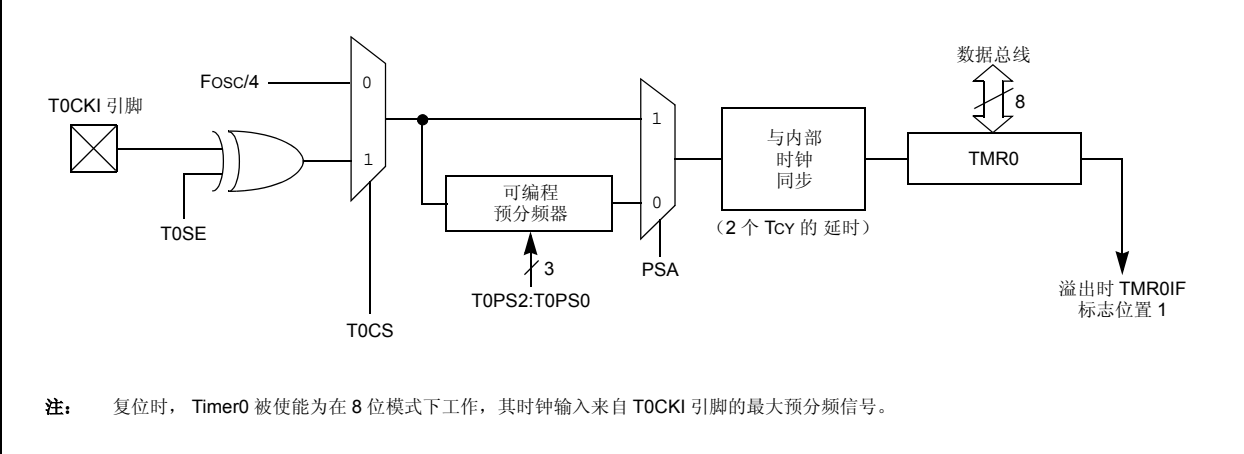 数据总线
8
FOSC/4
0
T0CKI 引脚
1
T0SE
T0CS
可编程
预分频器
3
T0PS2:T0PS0
1
0
PSA
与内部
时钟
同步
（2 个 TCY 的 延时）
TMR0
溢出时 TMR0IF
标志位置 1
注： 复位时， Timer0 被使能为在 8 位模式下工作，其时钟输入来自 T0CKI 引脚的最大预分频信号。